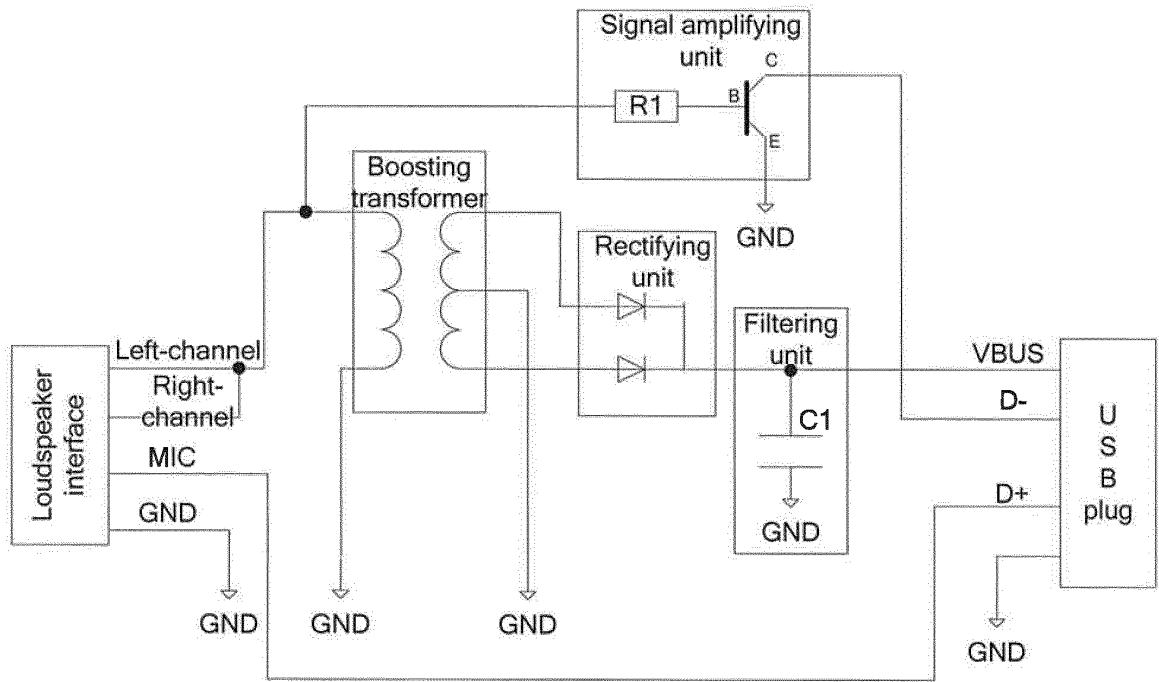 Signal amplifying
unit
C
B
R1
E
GND
Boosting
transformer
Rectifying
unit
Filtering
unit
C1
GND
Left-channel
Right-
channel
MIC
GND
Loudspeaker
interface
GND
GND
GND
VBUS
D-
D+
GND
U
S
B
plug